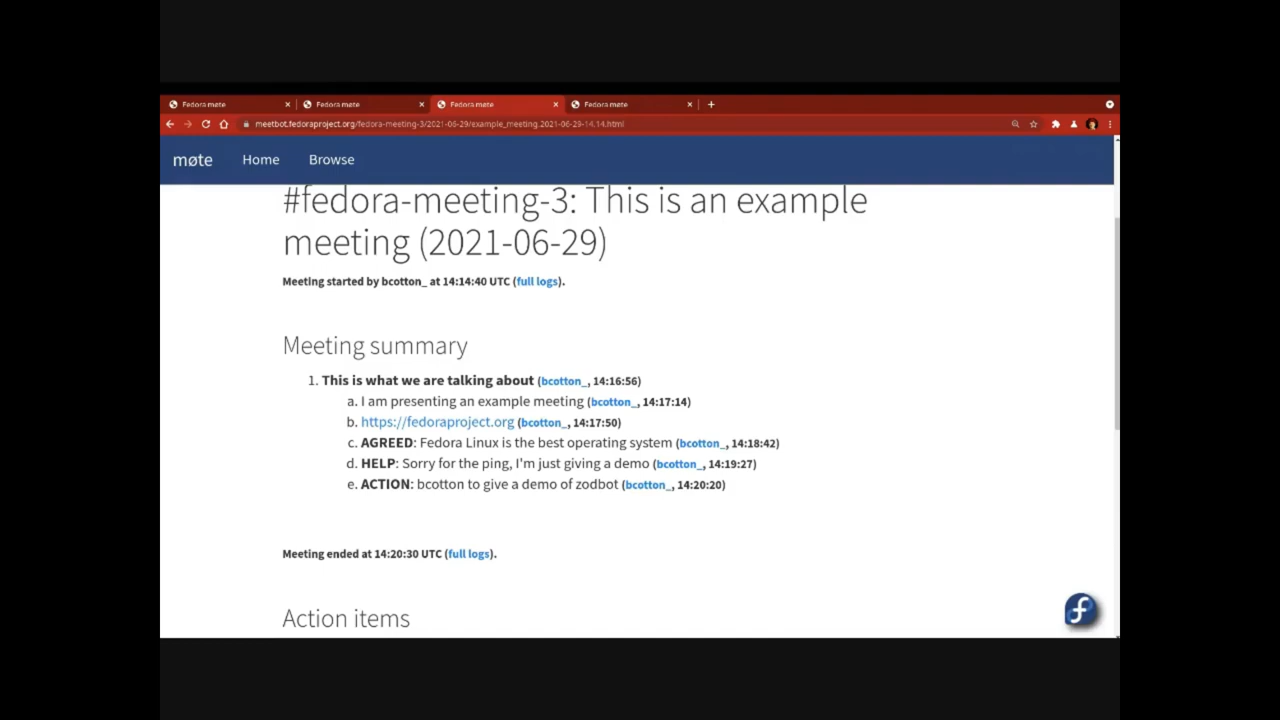 Fedora møte
Fedora møte
Fedora møte
Fedora møte
meetbot.fedoraproject.org/fedora-meeting-3/2021-06-29/example_meeting.2021-06-29-14.14.html
møte Home Browse
#fedora-meeting-3: This is an example
meeting (2021-06-29)
Meeting started by bcotton_ at 14:14:40 UTC (full logs).
Meeting summary
1. This is what we are talking about (bcotton_, 14:16:56)
a. I am presenting an example meeting (bcotton_, 14:17:14)
b. https://fedoraproject.org (bcotton_, 14:17:50)
c. AGREED: Fedora Linux is the best operating system (bcotton_, 14:18:42)
d. HELP: Sorry for the ping, I'm just giving a demo (bcotton_, 14:19:27)
e. ACTION: bcotton to give a demo of zodbot (bcotton_, 14:20:20)
Meeting ended at 14:20:30 UTC (full logs).
Action items